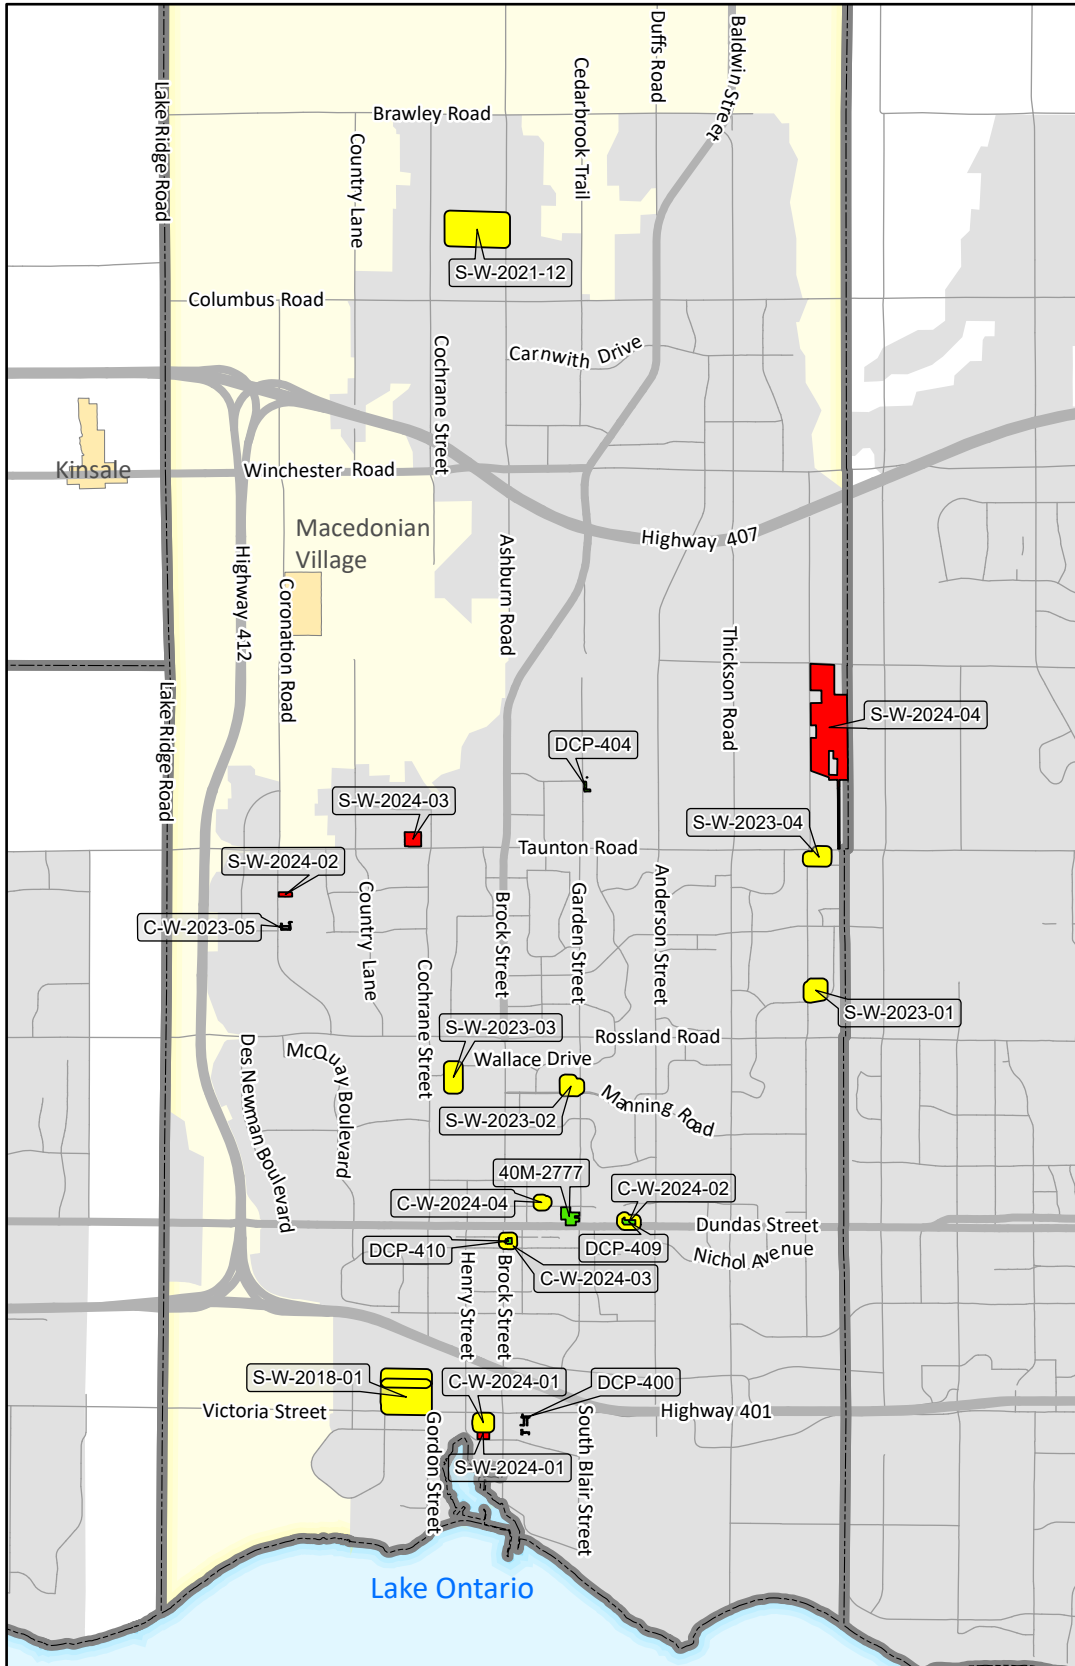 Duffs Road
Baldwin Street
Cedarbrook Trail
Lake Ridge Road
Brawley Road
Country Lane
S-W-2021-12
Columbus Road
Cochrane Street
Carnwith Drive
Kinsale
Winchester Road
Macedonian
Village
Highway 407
Ashburn Road
Highway 412
Coronation Road
Thickson Road
Lake Ridge Road
S-W-2024-04
DCP-404
S-W-2024-03
S-W-2023-04
Taunton Road
S-W-2024-02
Country Lane
Brock Street
Garden Street
Anderson Street
C-W-2023-05
Cochrane Street
S-W-2023-01
S-W-2023-03
Rossland Road
Des Newman Boulevard
McQuay Boulevard
Wallace Drive
S-W-2023-02
Manning Road
40M-2777
C-W-2024-04
C-W-2024-02
Dundas Street
DCP-410
DCP-409
Nichol Avenue
Henry Street
Brock Street
C-W-2024-03
S-W-2018-01
C-W-2024-01
DCP-400
Victoria Street
Gordon Street
South Blair Street
Highway 401
S-W-2024-01
Lake Ontario